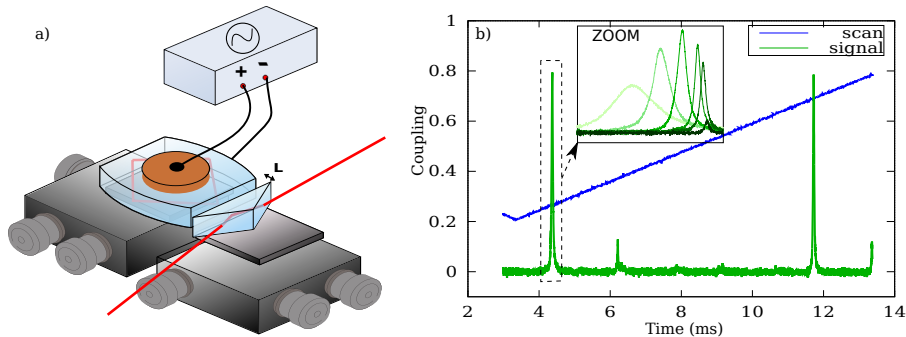 a)
+ -
L
b)
ZOOM
scan
signal
Coupling
1
0.8
0.6
0.4
0.2
0
2 4 6 8 10 12 14
Time (ms)